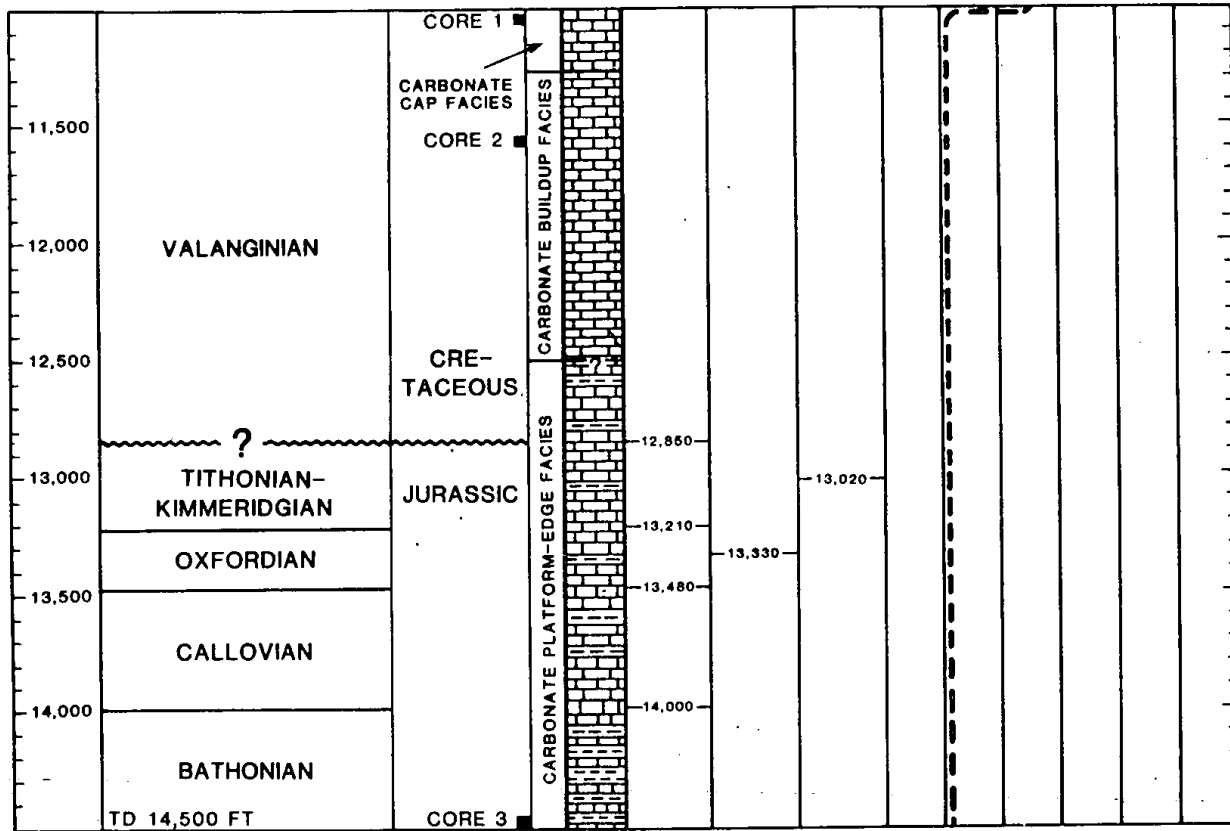 CORE 1
CARBONATE
CAP FACIES
11,500
CORE 2
CARBONATE BUILDUP FACIES
12,000
VALANGINIAN
12,500
CRE-
TACEOUS
?
?
12,850
13,000
TITHONIAN-
KIMMERIDGIAN
JURASSIC
13,020
CARBONATE PLATFORM-EDGE FACIES
13,210
OXFORDIAN
13,330
13,480
13,500
CALLOVIAN
14,000
14,000
BATHONIAN
TD 14,500 FT
CORE 3